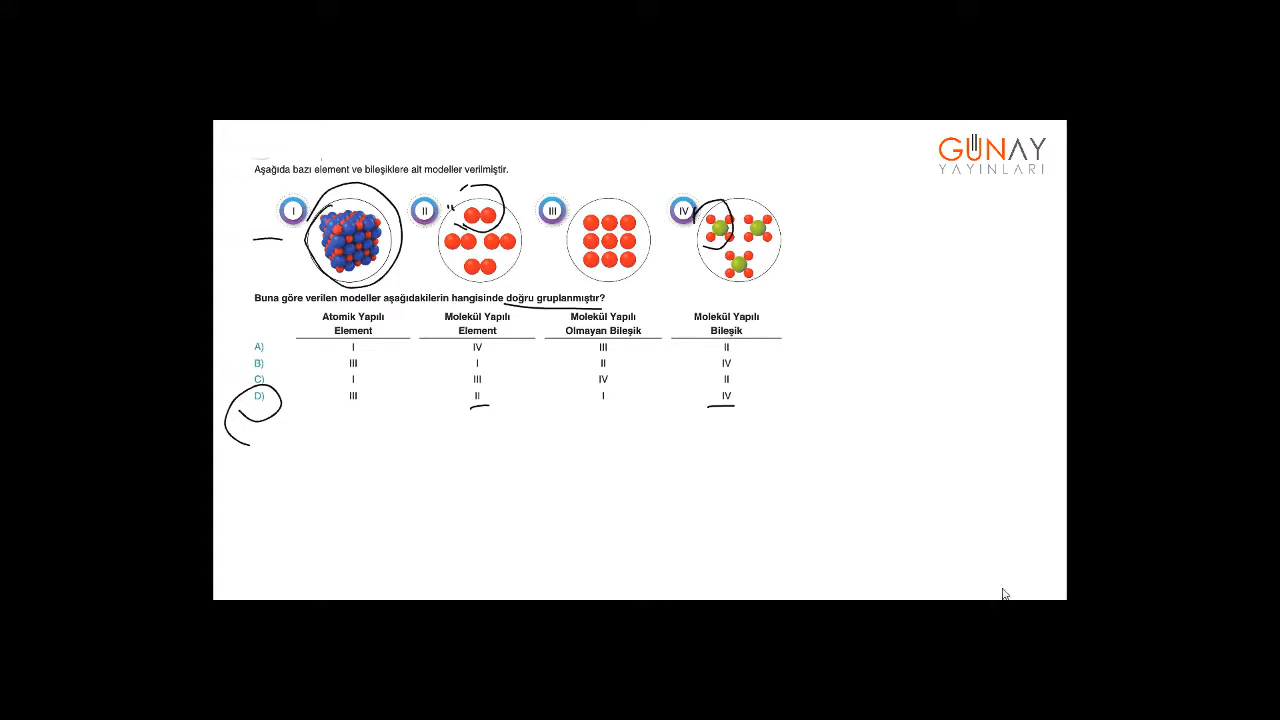 GÜNAY
YAYINLARI
Aşağıda bazı element ve bileşiklere ait modeller verilmiştir.
I II III IV
Buna göre verilen modeller aşağıdakilerin hangisinde doğru gruplanmıştır?
Atomik Yapılı Molekül Yapılı Molekül Yapılı Molekül Yapılı
Element Element Olmayan Bileşik Bileşik
A) I IV III II
B) III I II IV
C) I III IV II
D) III II I IV